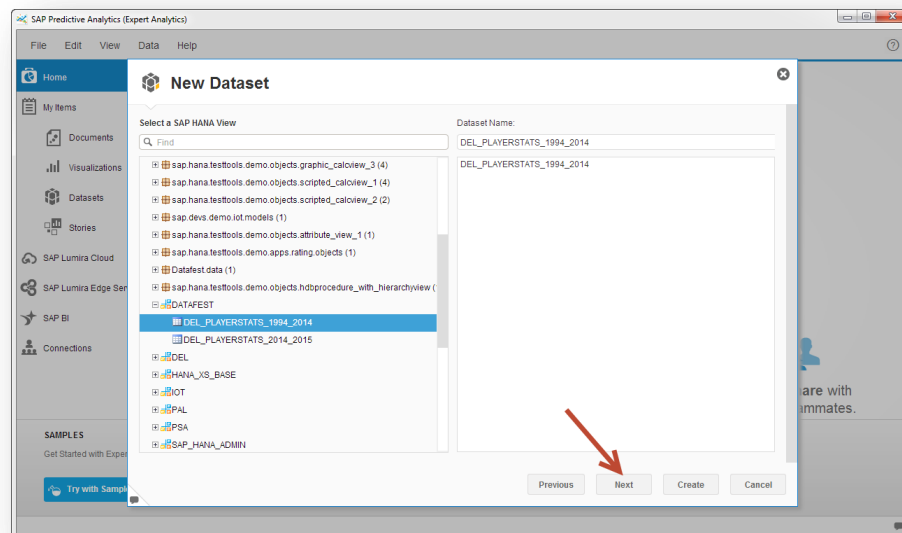 SAP Predictive Analytics (Expert Analytics)
File Edit View Data Help
Home
My Items
Documents
Visualizations
Datasets
Stories
SAP Lumira Cloud
SAP Lumira Edge Ser
SAP BI
Connections
SAMPLES
Get Started with Exper
Try with Sampl
New Dataset
Select a SAP HANA View
Find
sap.hana.testtools.demo.objects.graphic_calcview_3 (4)
sap.hana.testtools.demo.objects.scripted_calcview_1 (4)
sap.hana.testtools.demo.objects.scripted_calcview_2 (2)
sap.devs.demo.iot.models (1)
sap.hana.testtools.demo.objects.attribute_view_1 (1)
sap.hana.testtools.demo.apps.rating.objects (1)
Datafest.data (1)
sap.hana.testtools.demo.objects.hdbprocedure_with_hierarchyview (
DATAFEST
DEL_PLAYERSTATS_1994_2014
DEL_PLAYERSTATS_2014_2015
DEL
HANA_XS_BASE
IOT
PAL
PSA
SAP_HANA_ADMIN
Dataset Name:
DEL_PLAYERSTATS_1994_2014
DEL_PLAYERSTATS_1994_2014
Previous Next Create Cancel
are with
ammates.